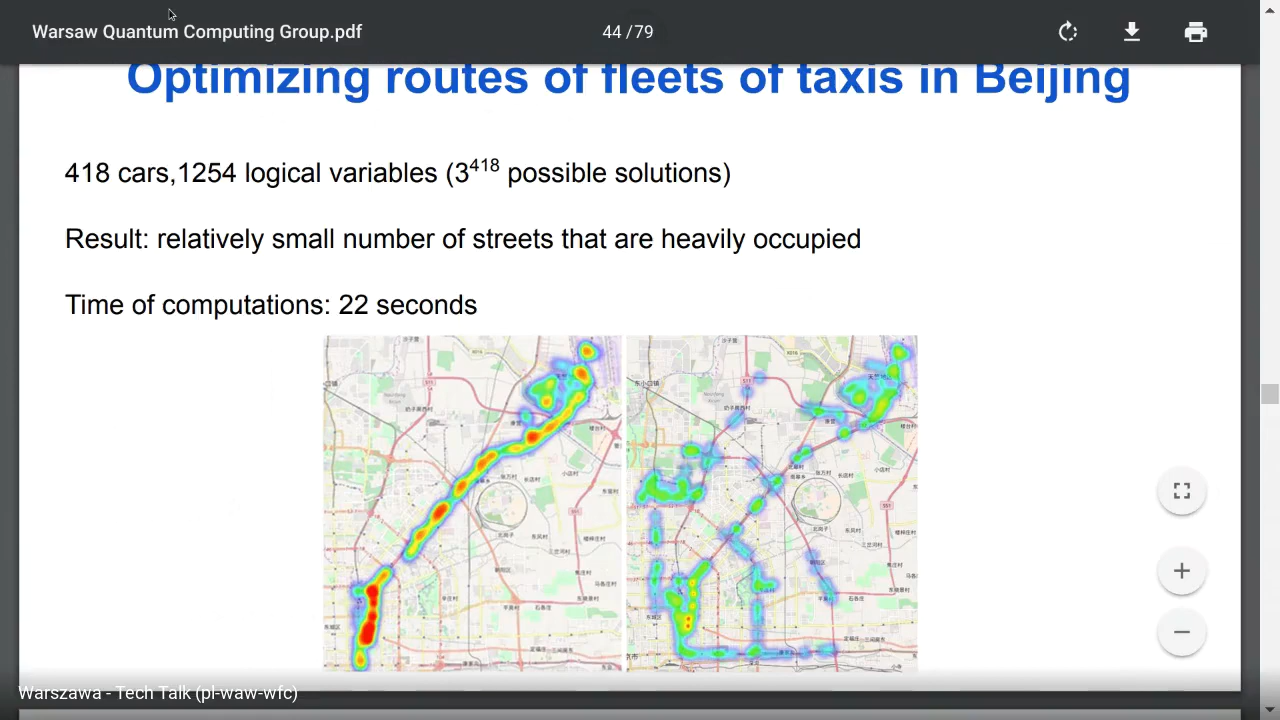 Warsaw Quantum Computing Group.pdf
44 / 79
Optimizing routes of fleets of taxis in Beijing
418 cars,1254 logical variables (3⁴¹⁸ possible solutions)
Result: relatively small number of streets that are heavily occupied
Time of computations: 22 seconds
Warszawa - Tech Talk (pl-waw-wfc)